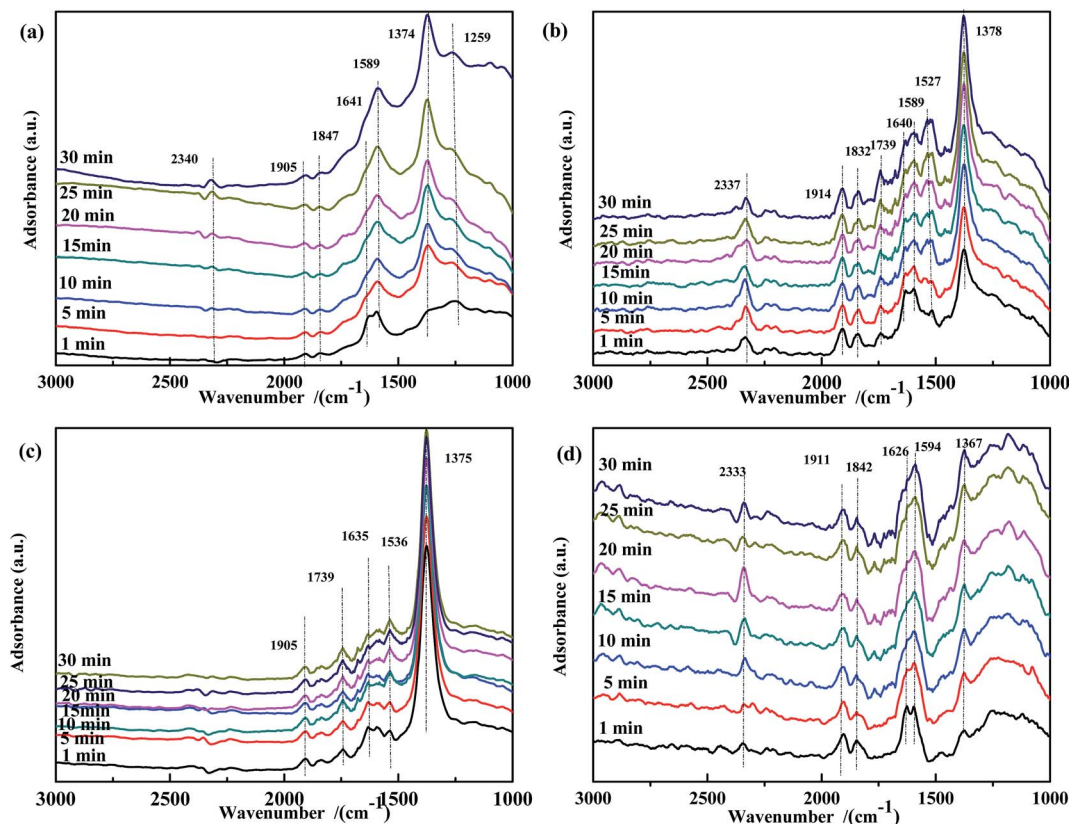 (a)
1374
1259
1589
1641
1847
2340
1905
30 min
25 min
20 min
15min
10 min
5 min
1 min
Adsorbance (a.u.)
3000
2500
2000
1500
1000
Wavenumber /(cm-1)
(b)
1378
1527
1589
1640
1739
1832
2337
1914
30 min
25 min
20 min
15min
10 min
5 min
1 min
Adsorbance (a.u.)
3000
2500
2000
1500
1000
Wavenumber /(cm-1)
(c)
1375
1635
1536
1739
1905
30 min
25 min
20 min
15min
10 min
5 min
1 min
Adsorbance (a.u.)
3000
2500
2000
1500
1000
Wavenumber /(cm-1)
(d)
1626
1594
1367
2333
1911
1842
30 min
25 min
20 min
15 min
10 min
5 min
1 min
Adsorbance (a.u.)
3000
2500
2000
1500
1000
Wavenumber /(cm-1)